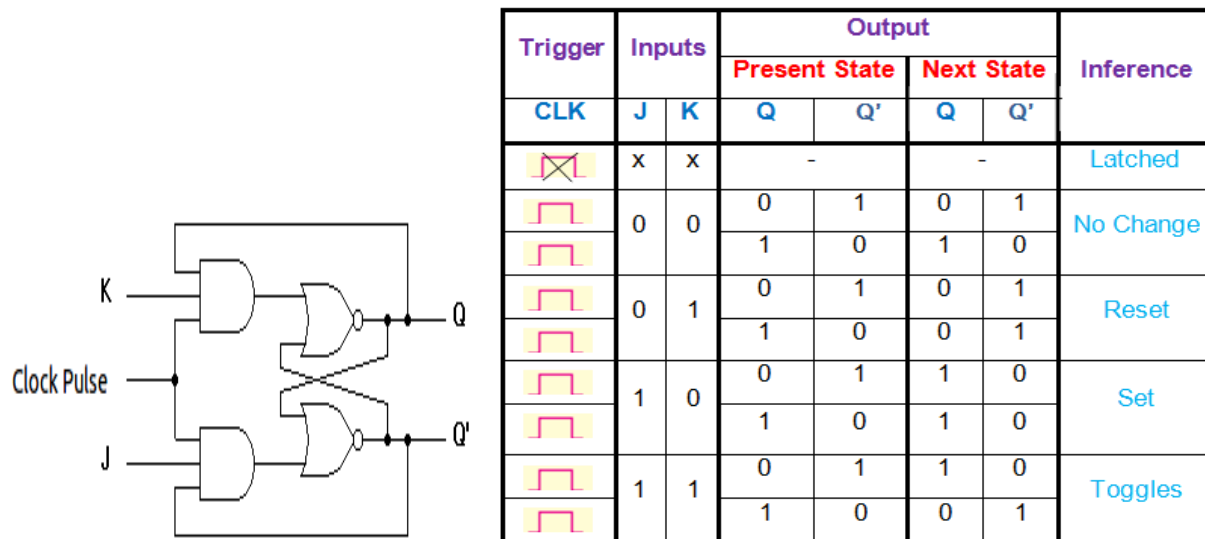 K
Clock Pulse
J
Q
Q'
Trigger Inputs Output Inference
Present State Next State
CLK J K Q Q' Q Q'
x x - - Latched
0 0 0 1 0 1 No Change
1 0 1 0
0 1 0 1 0 1 Reset
1 0 0 1
1 0 0 1 1 0 Set
1 0 1 0
1 1 0 1 1 0 Toggles
1 0 0 1